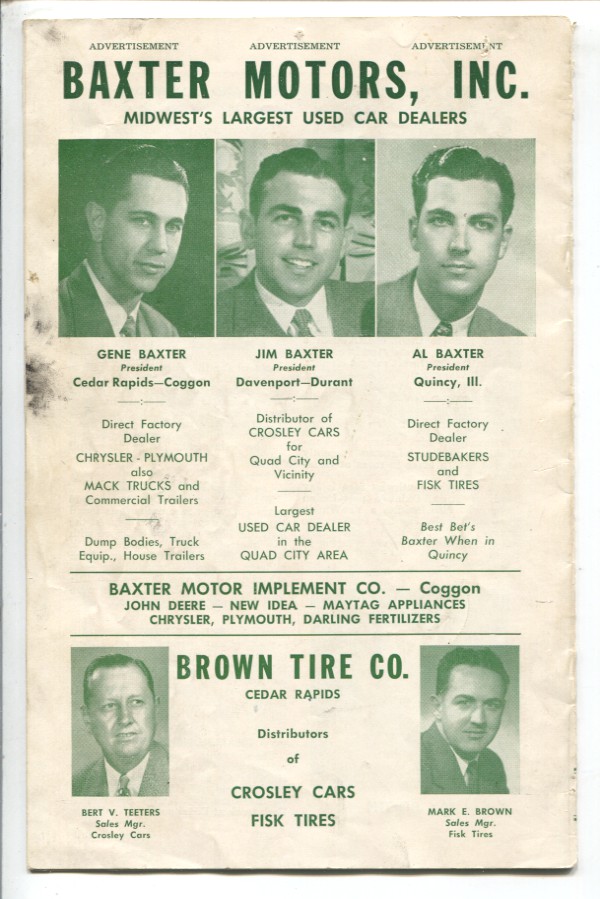 ADVERTISEMENT ADVERTISEMENT ADVERTISEMENT
BAXTER MOTORS, INC.
MIDWEST'S LARGEST USED CAR DEALERS
GENE BAXTER
President
Cedar Rapids—Coggon
Direct Factory
Dealer
CHRYSLER - PLYMOUTH
also
MACK TRUCKS and
Commercial Trailers
Dump Bodies, Truck
Equip., House Trailers
JIM BAXTER
President
Davenport—Durant
Distributor of
CROSLEY CARS
for
Quad City and
Vicinity
Largest
USED CAR DEALER
in the
QUAD CITY AREA
AL BAXTER
President
Quincy, Ill.
Direct Factory
Dealer
STUDEBAKERS
and
FISK TIRES
Best Bet's
Baxter When in
Quincy
BAXTER MOTOR IMPLEMENT CO. — Coggon
JOHN DEERE — NEW IDEA — MAYTAG APPLIANCES
CHRYSLER, PLYMOUTH, DARLING FERTILIZERS
BROWN TIRE CO.
CEDAR RAPIDS
Distributors
of
CROSLEY CARS
FISK TIRES
BERT V. TEETERS
Sales Mgr.
Crosley Cars
MARK E. BROWN
Sales Mgr.
Fisk Tires